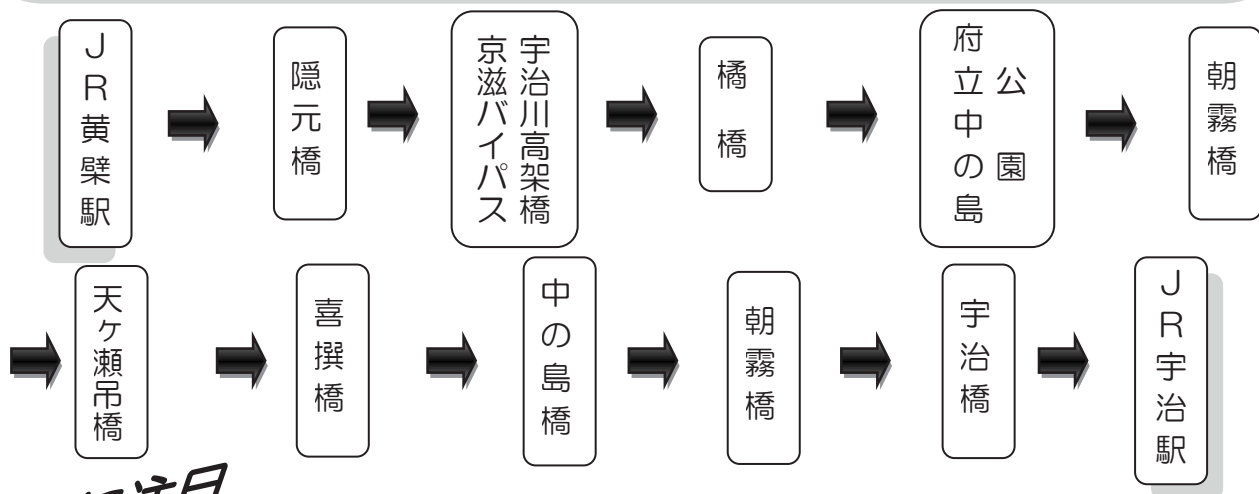 JR黄檗駅
隠元橋
宇治川高架橋
京滋バイパス
橘橋
公園
府立中の島
朝霧橋
天ケ瀬吊橋
喜撰橋
中の島橋
朝霧橋
宇治橋
JR宇治駅
注目